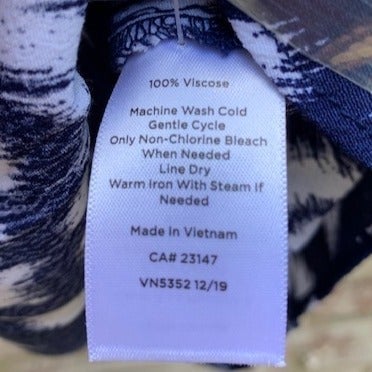 100% Viscose
Machine Wash Cold
Gentle Cycle
Only Non-Chlorine Bleach
When Needed
Line Dry
Warm Iron With Steam If
Needed
Made in Vietnam
CA# 23147
VN5352 12/19